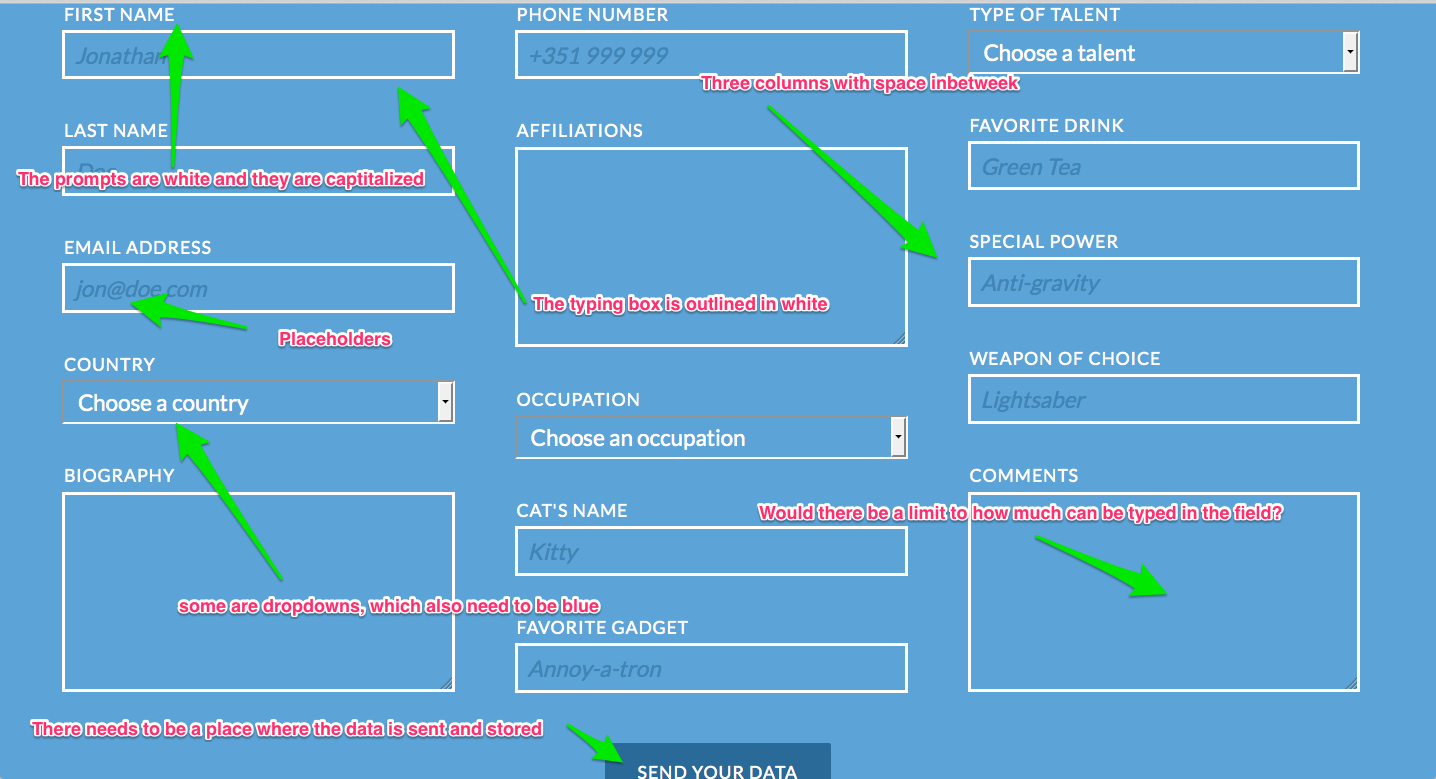 FIRST NAME
Jonathan
LAST NAME
The prompts are white and they are captitalized
EMAIL ADDRESS
jon@doe.com
Placeholders
COUNTRY
Choose a country
BIOGRAPHY
some are dropdowns, which also need to be blue
There needs to be a place where the data is sent and stored
PHONE NUMBER
+351 999 999
Three columns with space inbetweek
AFFILIATIONS
The typing box is outlined in white
OCCUPATION
Choose an occupation
CAT'S NAME
Kitty
FAVORITE GADGET
Annoy-a-tron
SEND YOUR DATA
TYPE OF TALENT
Choose a talent
FAVORITE DRINK
Green Tea
SPECIAL POWER
Anti-gravity
WEAPON OF CHOICE
Lightsaber
COMMENTS
Would there be a limit to how much can be typed in the field?